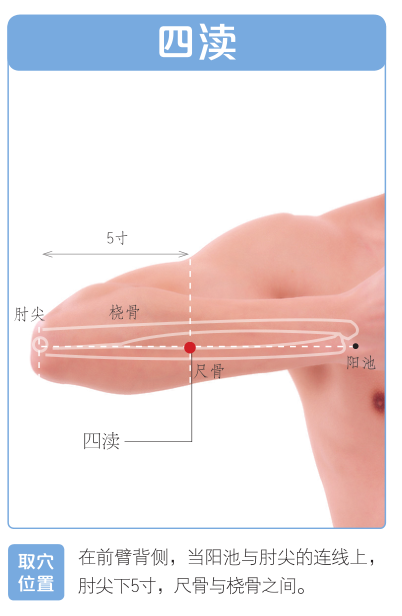 四渎
5寸
肘尖
桡骨
阳池
尺骨
四渎
取穴
位置
在前臂背侧，当阳池与肘尖的连线上，
肘尖下5寸，尺骨与桡骨之间。